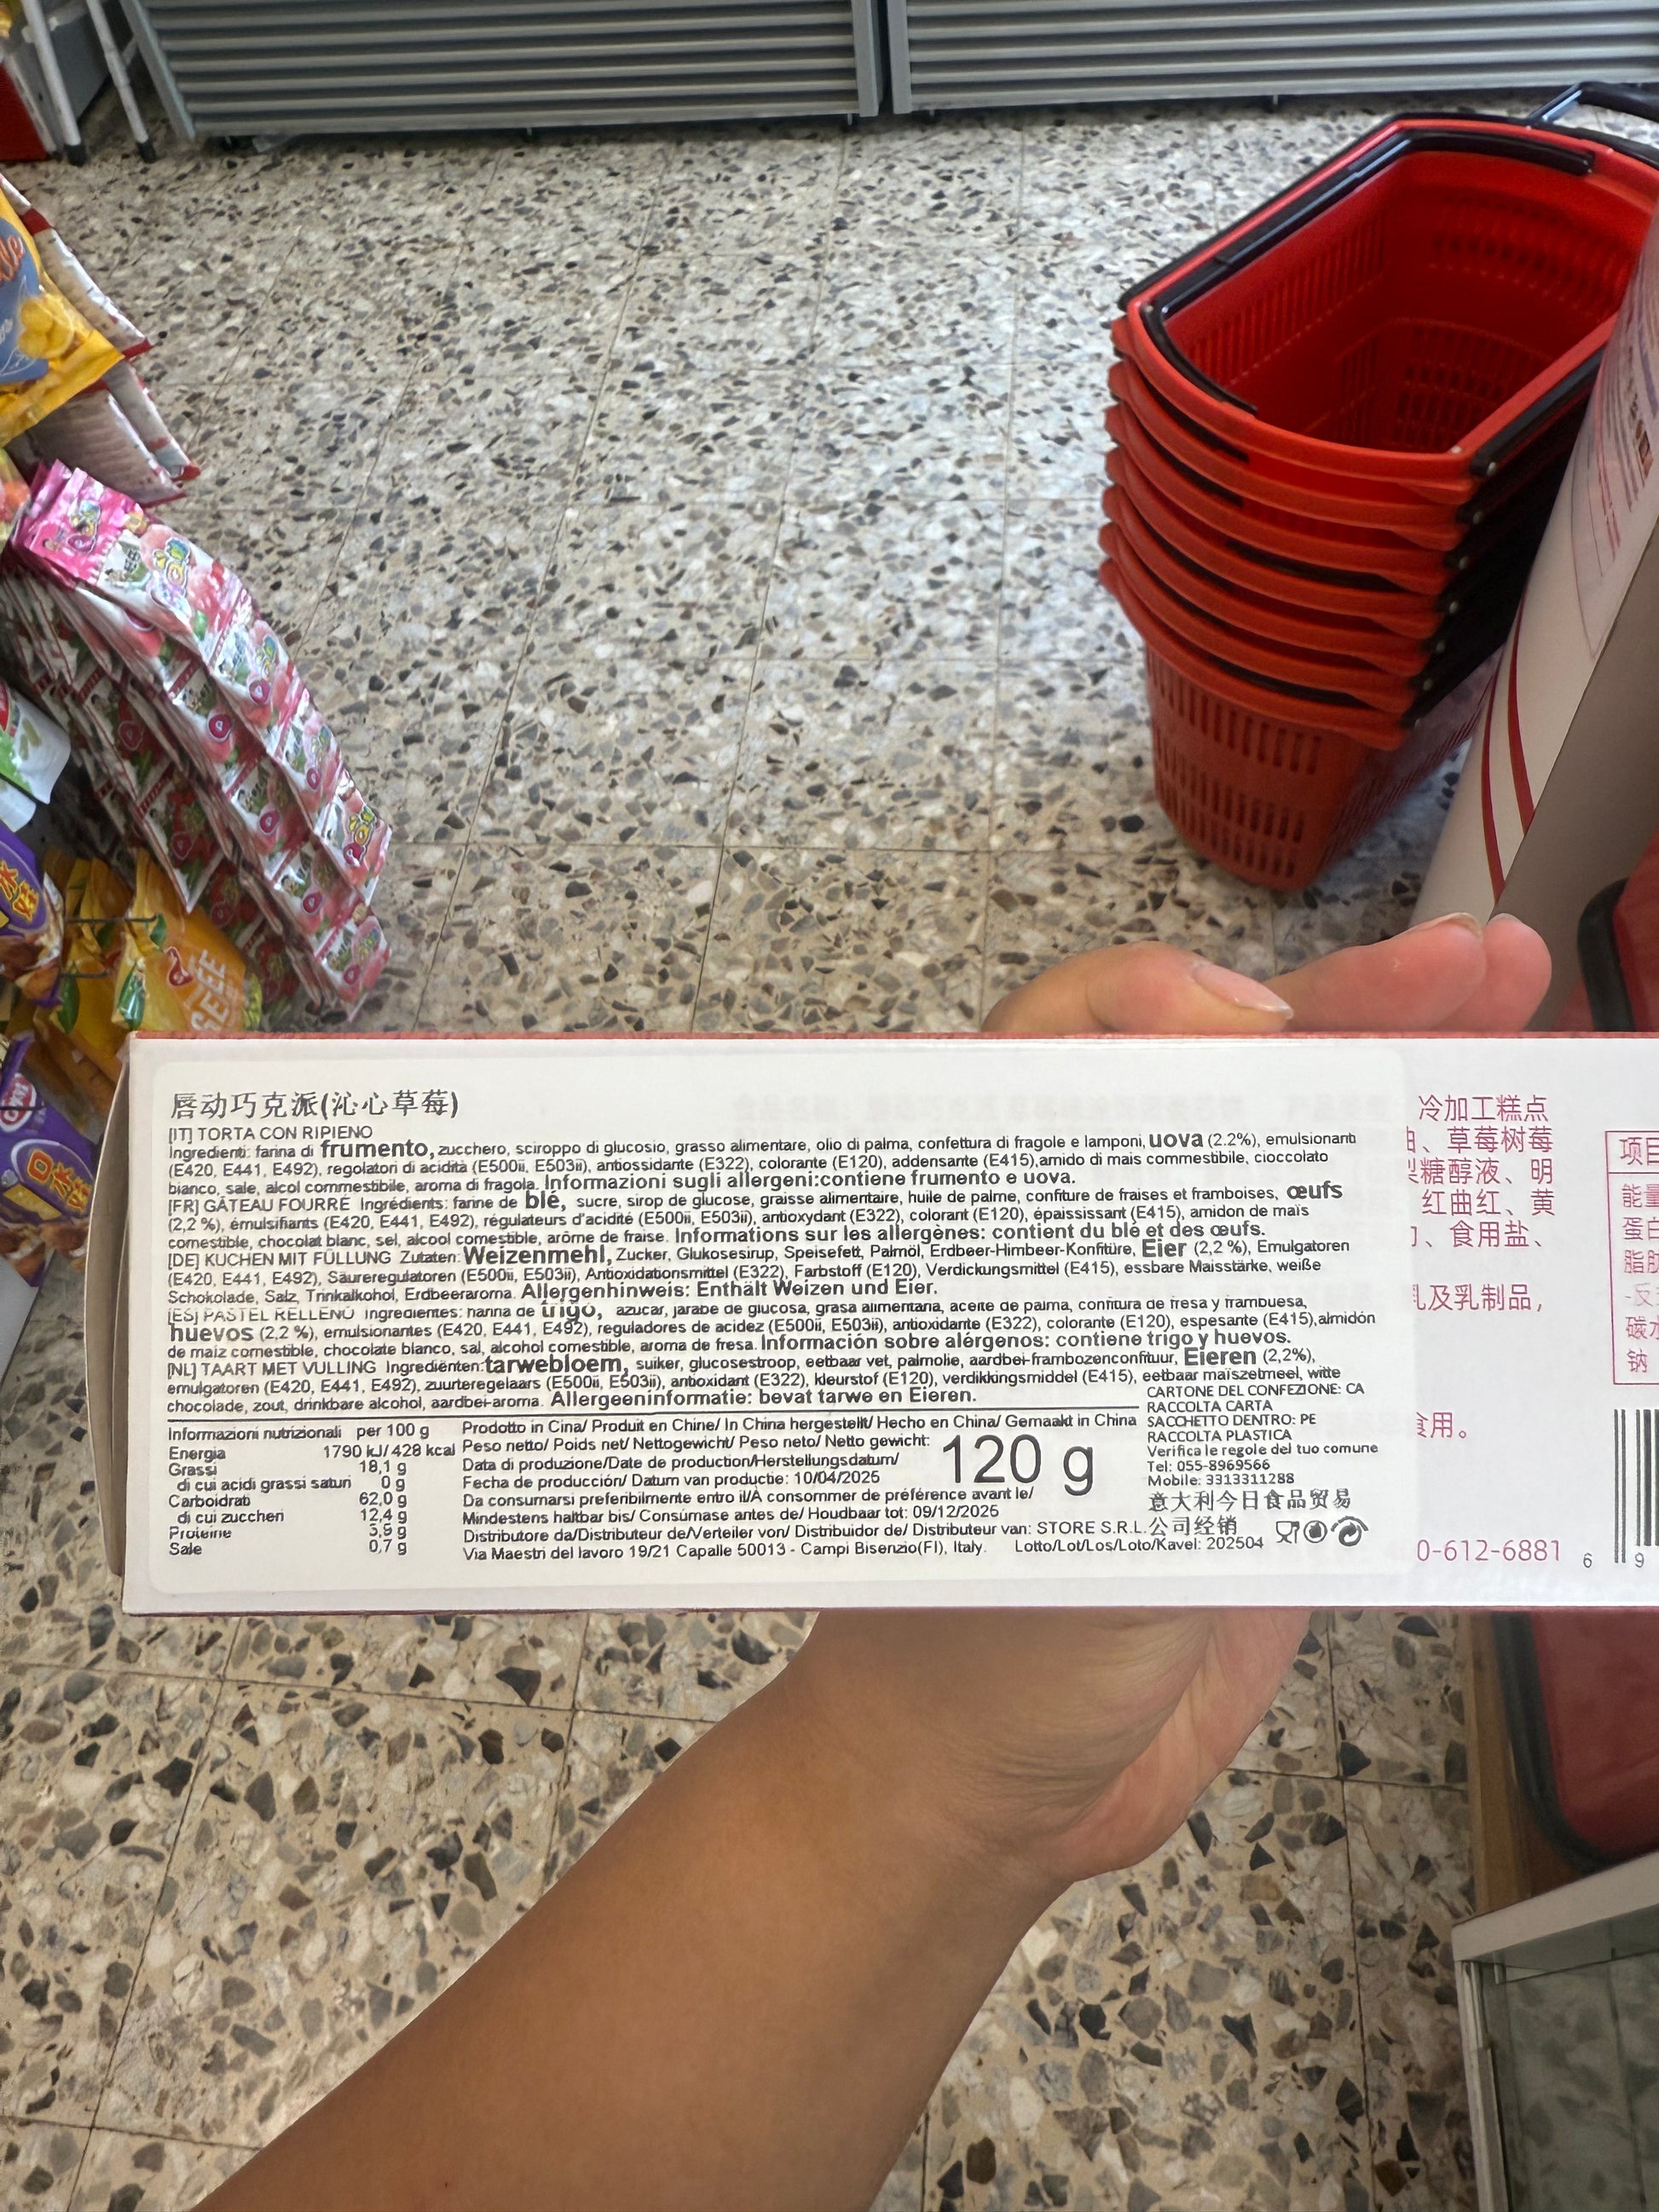 唇动巧克派(沁心草莓)
[IT] TORTA CON RIPIENO
Ingredienti: farina di frumento, zucchero, sciroppo di glucosio, grasso alimentare, olio di palma, confettura di fragole e lamponi, uova (2.2%), emulsionanti
(E420, E441, E492), regolatori di acidità (E500ii, E503ii), antiossidante (E322), colorante (E120), addensante (E415),amido di mais commestibile, cioccolato
bianco, sale, alcol commestibile, aroma di fragola. Informazioni sugli allergeni:contiene frumento e uova.
[FR] GÂTEAU FOURRÉ Ingrédients: farine de blé, sucre, sirop de glucose, graisse alimentaire, huile de palme, confiture de fraises et framboises, œufs
(2,2 %), émulsifiants (E420, E441, E492), régulateurs d'acidité (E500ii, E503ii), antioxydant (E322), colorant (E120), épaississant (E415), amidon de maïs
comestible, chocolat blanc, sel, alcool comestible, arôme de fraise. Informations sur les allergènes: contient du blé et des œufs.
[DE] KUCHEN MIT FÜLLUNG Zutaten: Weizenmehl, Zucker, Glukosesirup, Speisefett, Palmöl, Erdbeer-Himbeer-Konfitüre, Eier (2,2 %), Emulgatoren
(E420, E441, E492), Säureregulatoren (E500ii, E503ii), Antioxidationsmittel (E322), Farbstoff (E120), Verdickungsmittel (E415), essbare Maisstärke, weiße
Schokolade, Salz, Trinkalkohol, Erdbeeraroma. Allergenhinweis: Enthält Weizen und Eier.
[ES] PASTEL RELLENO Ingredientes: harina de trigo, azúcar, jarabe de glucosa, grasa alimentaria, aceite de palma, confitura de fresa y frambuesa,
huevos (2,2 %), emulsionantes (E420, E441, E492), reguladores de acidez (E500ii, E503ii), antioxidante (E322), colorante (E120), espesante (E415),almidón
de maíz comestible, chocolate blanco, sal, alcohol comestible, aroma de fresa. Información sobre alérgenos: contiene trigo y huevos.
[NL] TAART MET VULLING Ingrediënten:tarwebloem, suiker, glucosestroop, eetbaar vet, palmolie, aardbei-frambozenconfituur, Eieren (2,2%),
emulgatoren (E420, E441, E492), zuurteregelaars (E500ii, E503ii), antioxidant (E322), kleurstof (E120), verdikkingsmiddel (E415), eetbaar maïszetmeel, witte
chocolade, zout, drinkbare alcohol, aardbei-aroma. Allergeeninformatie: bevat tarwe en Eieren.
Informazioni nutrizionali per 100 g
Energia 1790 kJ/ 428 kcal
Grassi 18,1 g
di cui acidi grassi saturi 0 g
Carboidrati 62,0 g
di cui zuccheri 12,4 g
Proteine
Sale 0,7 g
Prodotto in Cina/ Produit en Chine/ In China hergestellt/ Hecho en China/ Gemaakt in China
Peso netto/ Poids net/ Nettogewicht/ Peso neto/ Netto gewicht:
120 g
Data di produzione/Date de production/Herstellungsdatum/
Fecha de producción/ Datum van productie: 10/04/2025
Da consumarsi preferibilmente entro il/À consommer de préférence avant le/
Mindestens haltbar bis/ Consúmase antes de/ Houdbaar tot: 09/12/2025
Distributore da/Distributeur de/Verteiler von/ Distribuidor de/ Distributeur van: STORE S.R.L.公司经销
Via Maestri del lavoro 19/21 Capalle 50013 - Campi Bisenzio(FI), Italy. Lotto/Lot/Los/Loto/Kavel: 202504
CARTONE DEL CONFEZIONE: CA
RACCOLTA CARTA
SACCHETTO DENTRO: PE
RACCOLTA PLASTICA
Verifica le regole del tuo comune
Tel: 055-8969566
Mobile: 3313311288
意大利今日食品贸易
冷加工糕点
、草莓树莓
糖醇液、明
红曲红、黄
、食用盐、
乳及乳制品，
食用。
0-612-6881
项目
能量
蛋白
脂肪
-反
碳水
钠
6 9